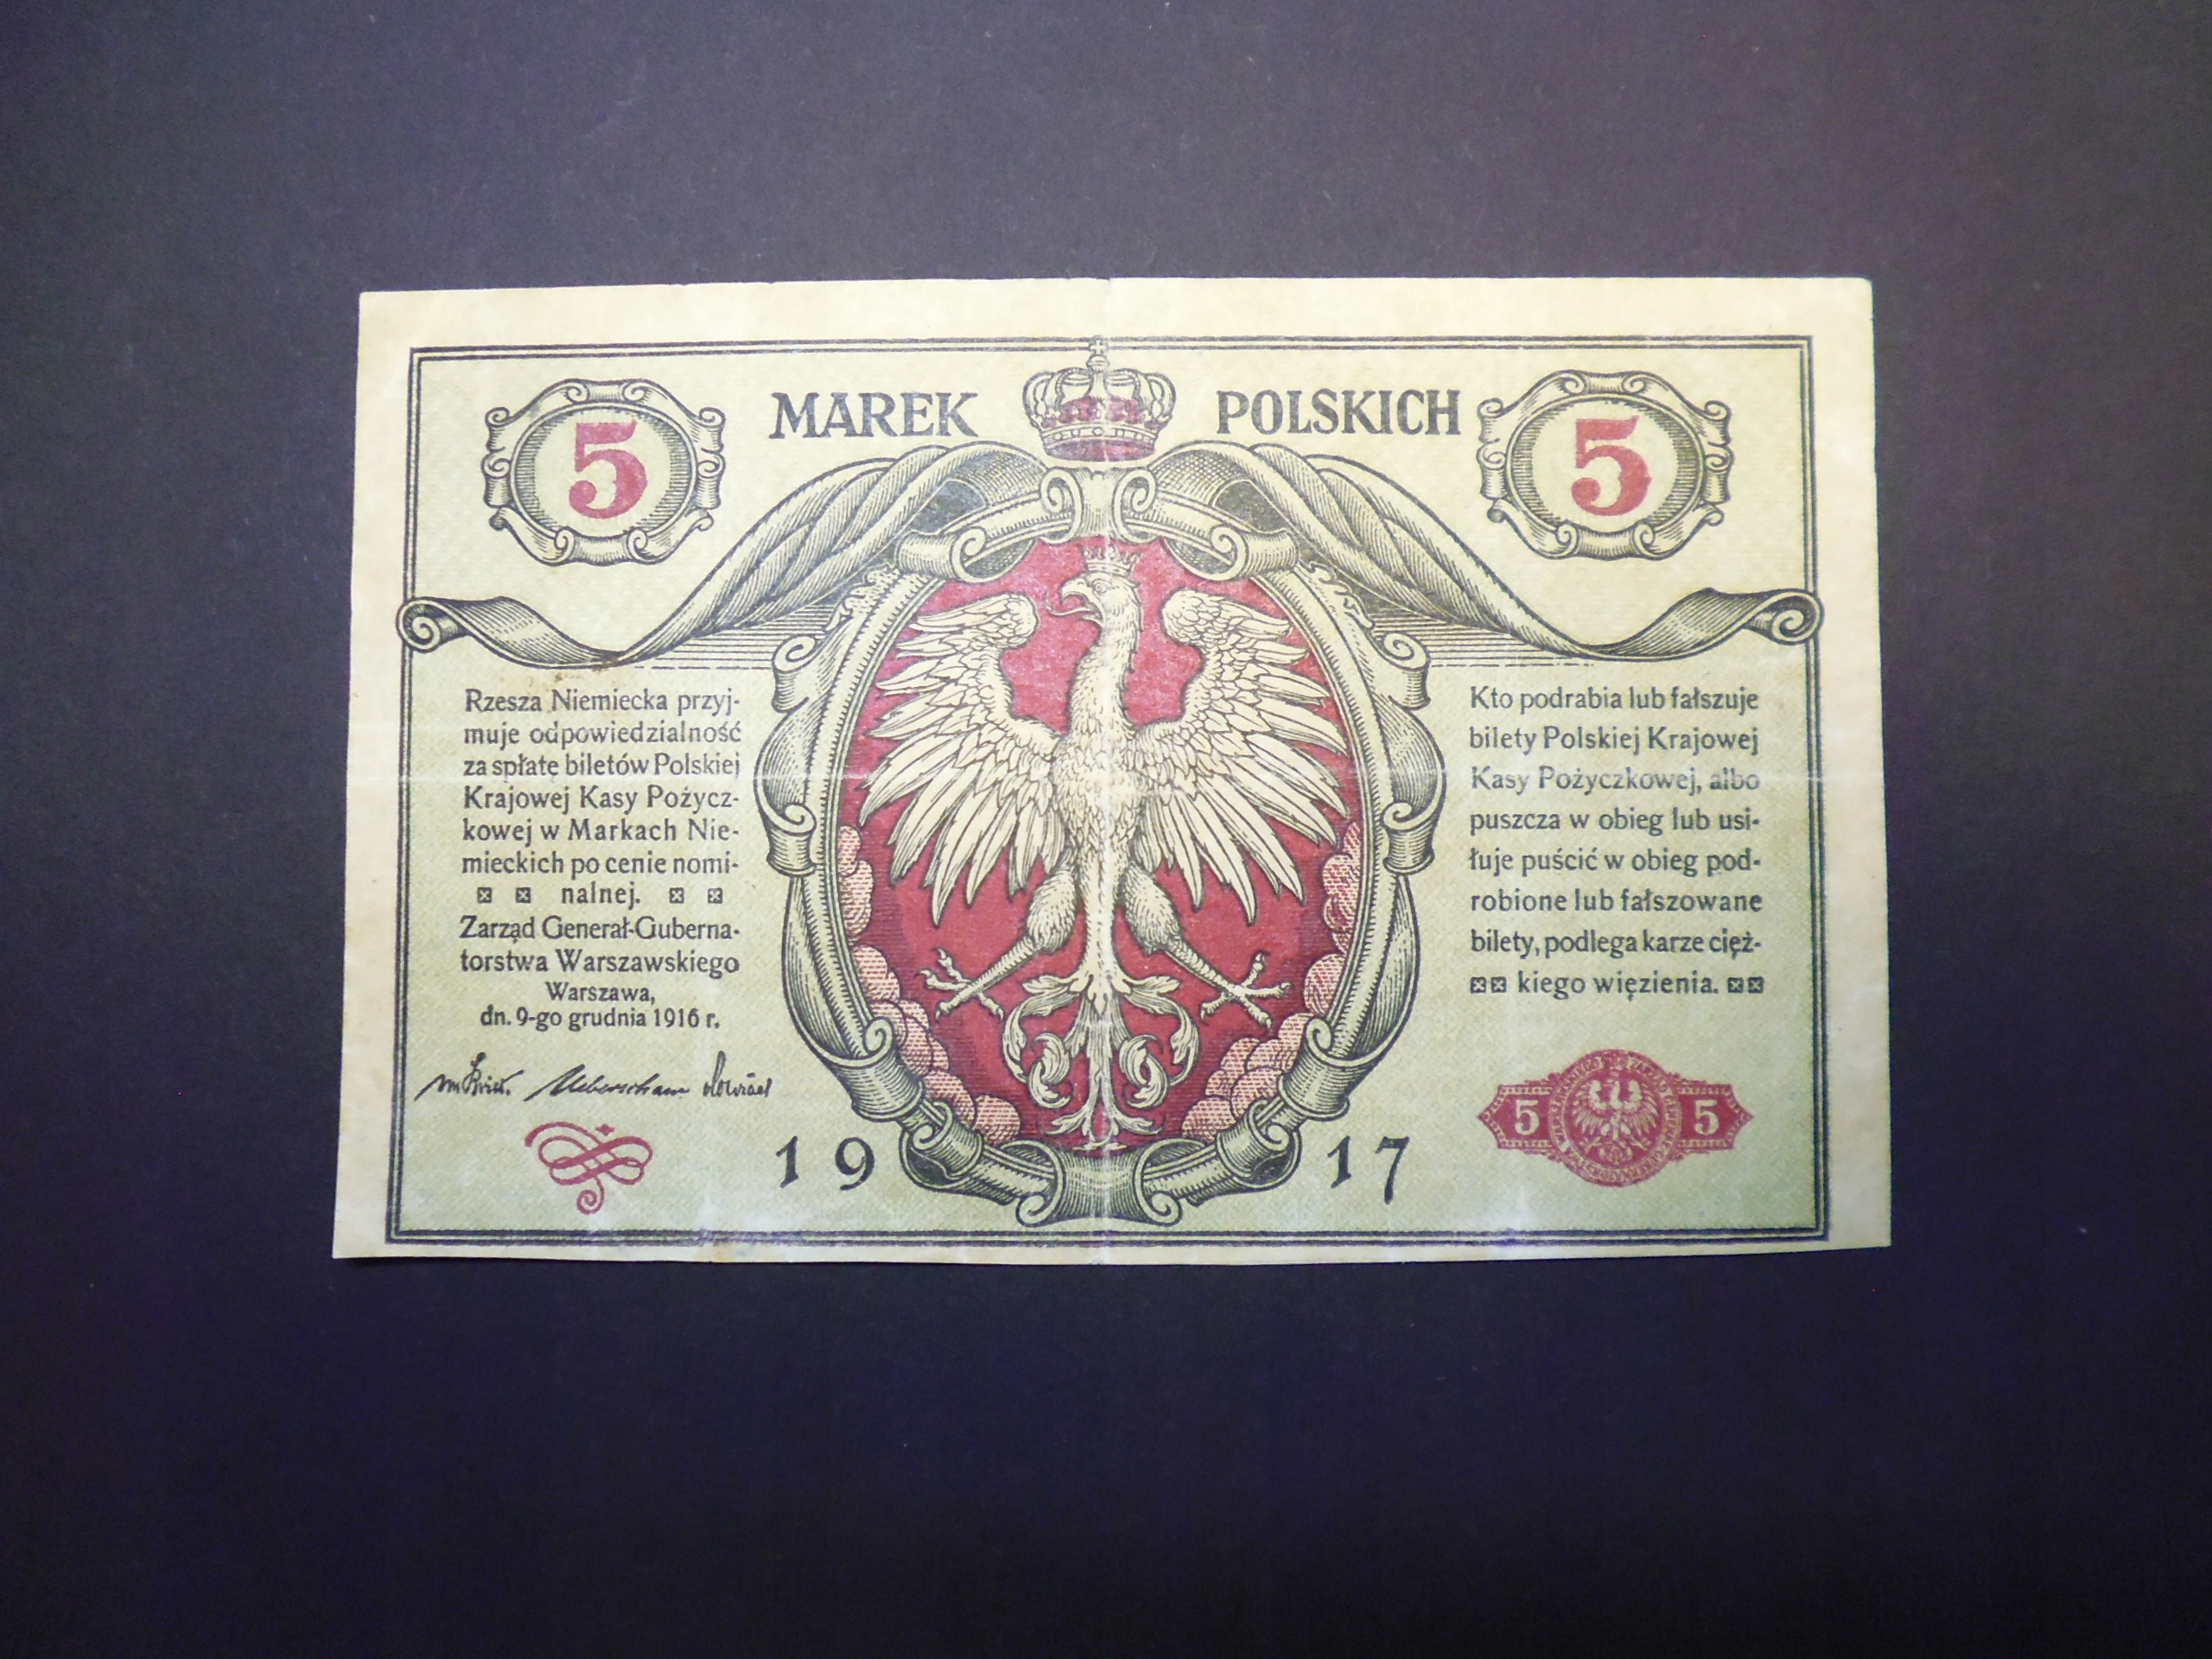 5 MAREK POLSKICH 5
Rzesza Niemiecka przyj-
muje odpowiedzialność
za spłatę biletów Polskiej
Krajowej Kasy Pożycz-
kowej w Markach Nie-
mieckich po cenie nomi-
nalnej.
Zarząd Generał-Guberna-
torstwa Warszawskiego
Warszawa,
dn. 9-go grudnia 1916 r.
Kto podrabia lub fałszuje
bilety Polskiej Krajowej
Kasy Pożyczkowej, albo
puszcza w obieg lub usi-
łuje puścić w obieg pod-
robione lub fałszowane
bilety, podlega karze cięż-
kiego więzienia.
1917
5 5